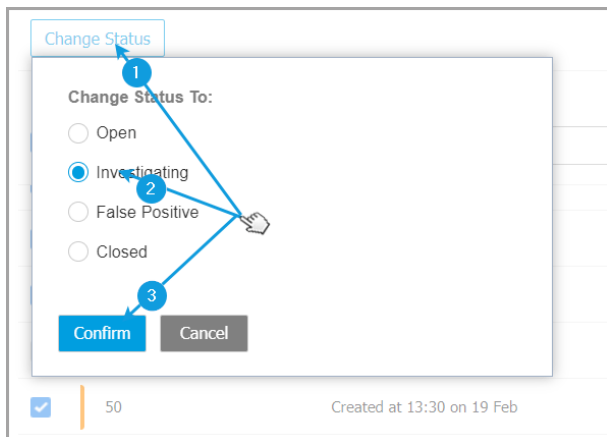 Change Status
1
Change Status To:
Open
Investigating
2
False Positive
Closed
3
Confirm Cancel
50 Created at 13:30 on 19 Feb